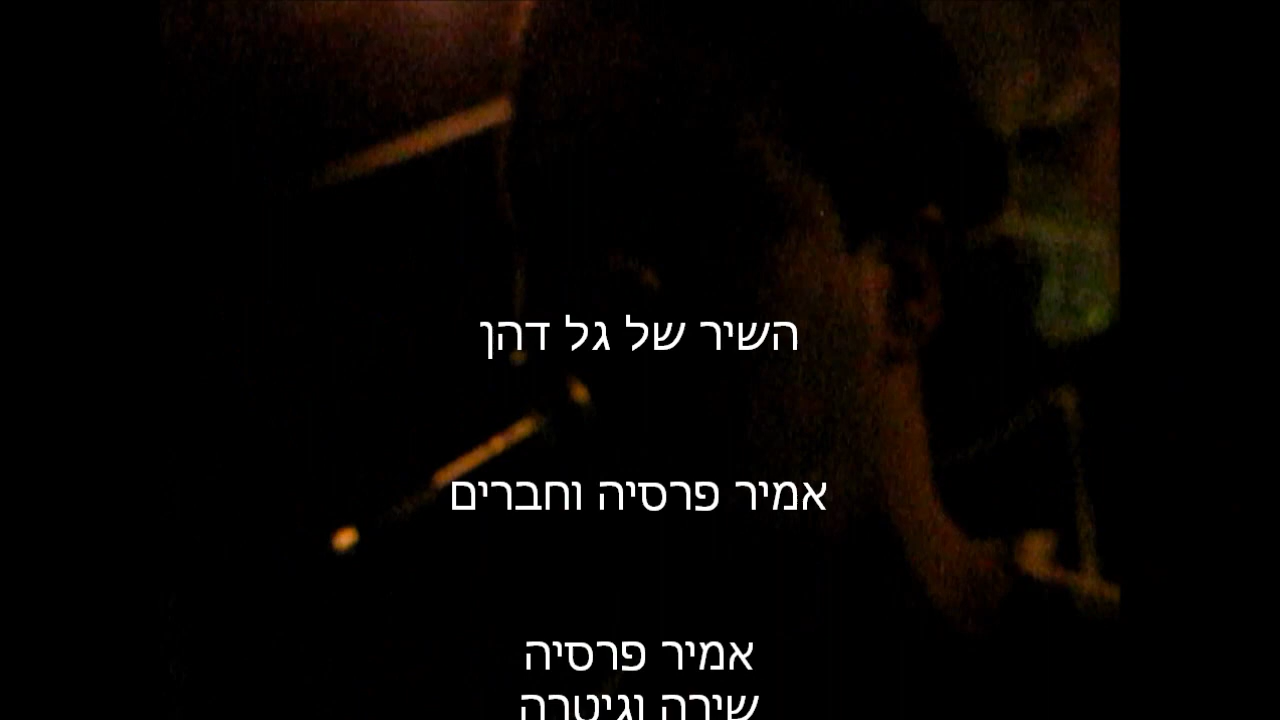 השיר של גל דהן
אמיר פרסיה וחברים
אמיר פרסיה
שירה וגיטרה